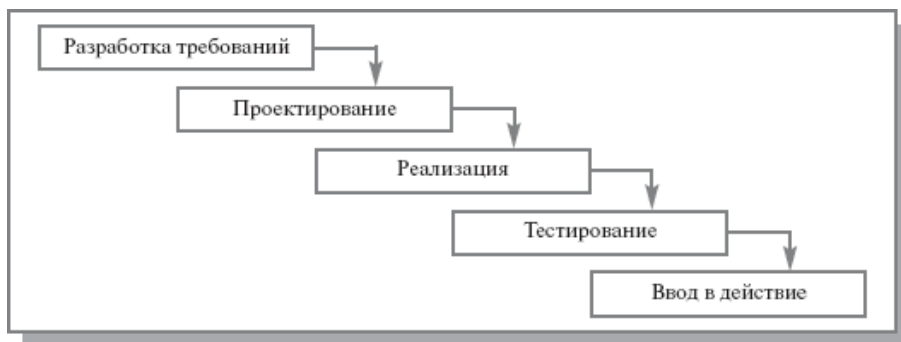 Разработка требований
Проектирование
Реализация
Тестирование
Ввод в действие